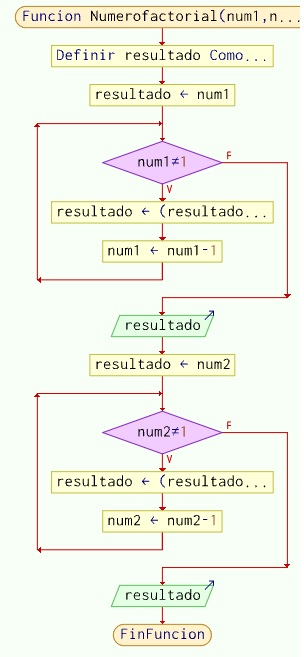 Funcion Numerofactorial(num1,n...
Definir resultado Como...
resultado ← num1
num1≠1
F
V
resultado ← (resultado...
num1 ← num1-1
resultado
resultado ← num2
num2≠1
F
V
resultado ← (resultado...
num2 ← num2-1
resultado
FinFuncion